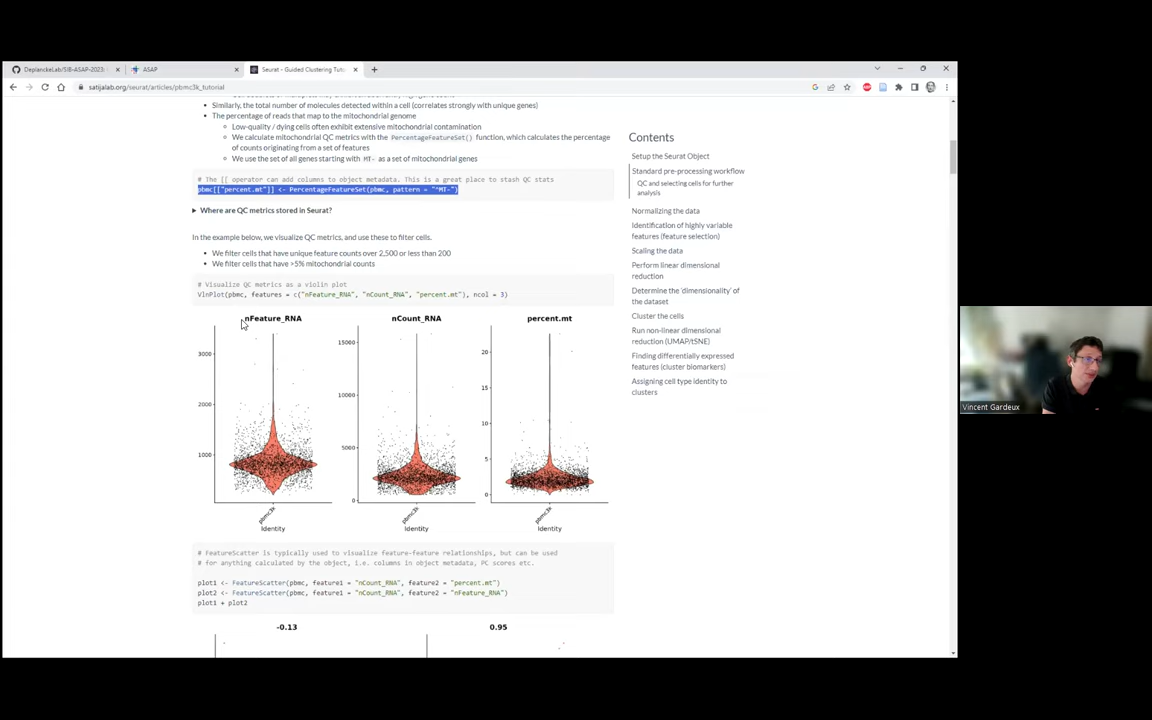 DeplanckeLab/SIB-ASAP-2023:
ASAP
Seurat - Guided Clustering Tuto
satijalab.org/seurat/articles/pbmc3k_tutorial
Similarly, the total number of molecules detected within a cell (correlates strongly with unique genes)
The percentage of reads that map to the mitochondrial genome
Low-quality / dying cells often exhibit extensive mitochondrial contamination
We calculate mitochondrial QC metrics with the PercentageFeatureSet() function, which calculates the percentage
of counts originating from a set of features
We use the set of all genes starting with MT- as a set of mitochondrial genes
# The [[ operator can add columns to object metadata. This is a great place to stash QC stats
pbmc[["percent.mt"]] <- PercentageFeatureSet(pbmc, pattern = "^MT-")
Where are QC metrics stored in Seurat?
In the example below, we visualize QC metrics, and use these to filter cells.
We filter cells that have unique feature counts over 2,500 or less than 200
We filter cells that have >5% mitochondrial counts
# Visualize QC metrics as a violin plot
VlnPlot(pbmc, features = c("nFeature_RNA", "nCount_RNA", "percent.mt"), ncol = 3)
nFeature_RNA
3000
2000
1000
pbmc3k
Identity
nCount_RNA
15000
10000
5000
0
pbmc3k
Identity
percent.mt
20
15
10
5
0
pbmc3k
Identity
# FeatureScatter is typically used to visualize feature-feature relationships, but can be used
# for anything calculated by the object, i.e. columns in object metadata, PC scores etc.
plot1 <- FeatureScatter(pbmc, feature1 = "nCount_RNA", feature2 = "percent.mt")
plot2 <- FeatureScatter(pbmc, feature1 = "nCount_RNA", feature2 = "nFeature_RNA")
plot1 + plot2
-0.13
0.95
Contents
Setup the Seurat Object
Standard pre-processing workflow
QC and selecting cells for further
analysis
Normalizing the data
Identification of highly variable
features (feature selection)
Scaling the data
Perform linear dimensional
reduction
Determine the 'dimensionality' of
the dataset
Cluster the cells
Run non-linear dimensional
reduction (UMAP/tSNE)
Finding differentially expressed
features (cluster biomarkers)
Assigning cell type identity to
clusters
Vincent Gardeux